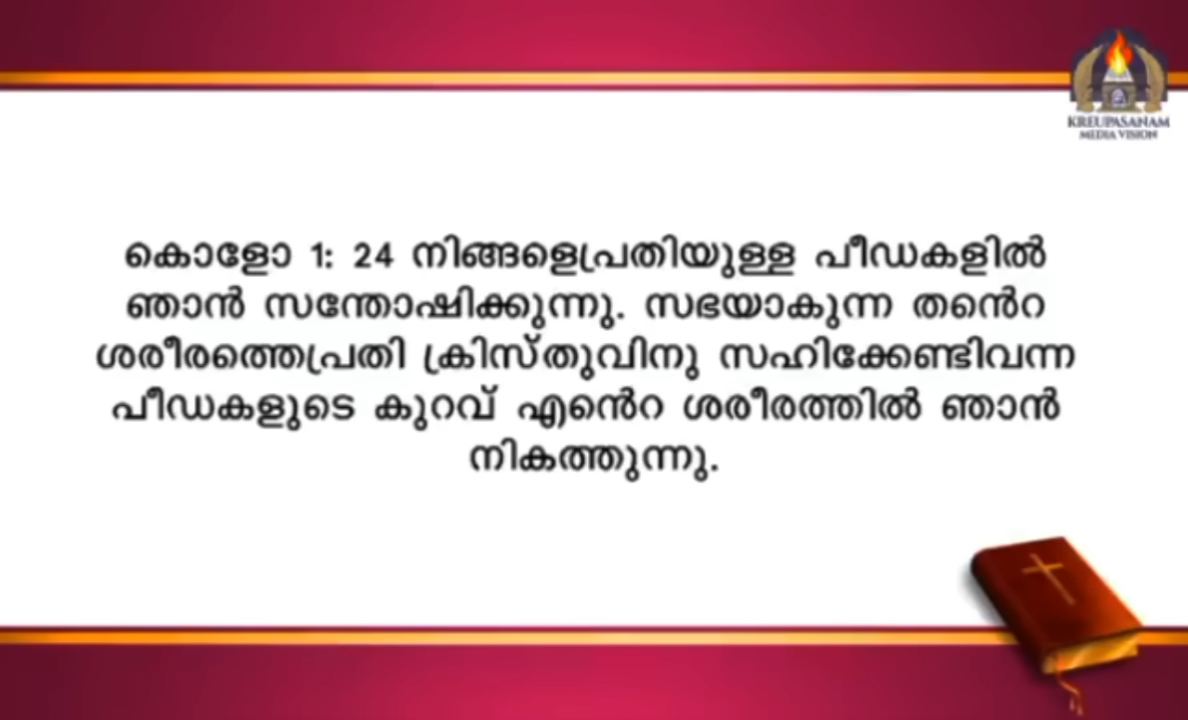 KREUPASANAM
MEDIA VISION
കൊളോ 1: 24 നിങ്ങളെപ്രതിയുള്ള പീഡകളിൽ
ഞാൻ സന്തോഷിക്കുന്നു. സഭയാകുന്ന തൻെറ
ശരീരത്തെപ്രതി ക്രിസ്തുവിനു സഹിക്കേണ്ടിവന്ന
പീഡകളുടെ കുറവ് എൻെറ ശരീരത്തിൽ ഞാൻ
നികത്തുന്നു.